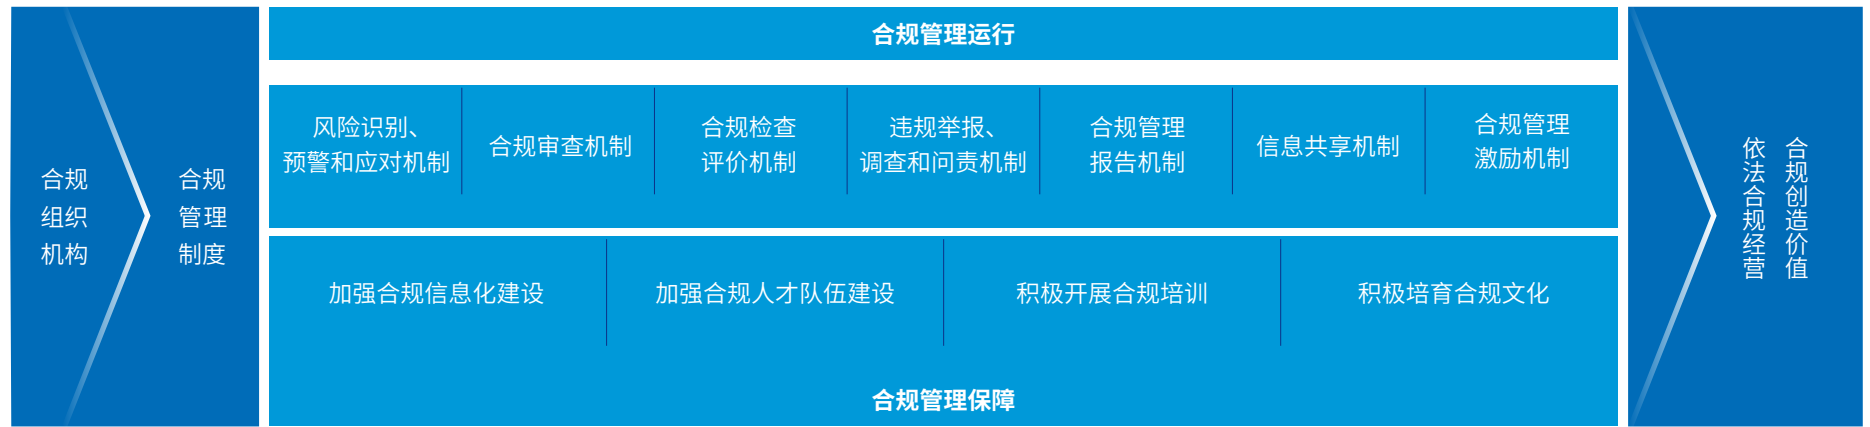 合规
组织
机构
合规
管理
制度
合规管理运行
风险识别、
预警和应对机制
合规审查机制
合规检查
评价机制
违规举报、
调查和问责机制
合规管理
报告机制
信息共享机制
合规管理
激励机制
加强合规信息化建设
加强合规人才队伍建设
积极开展合规培训
积极培育合规文化
合规管理保障
依法合规经营
合规创造价值